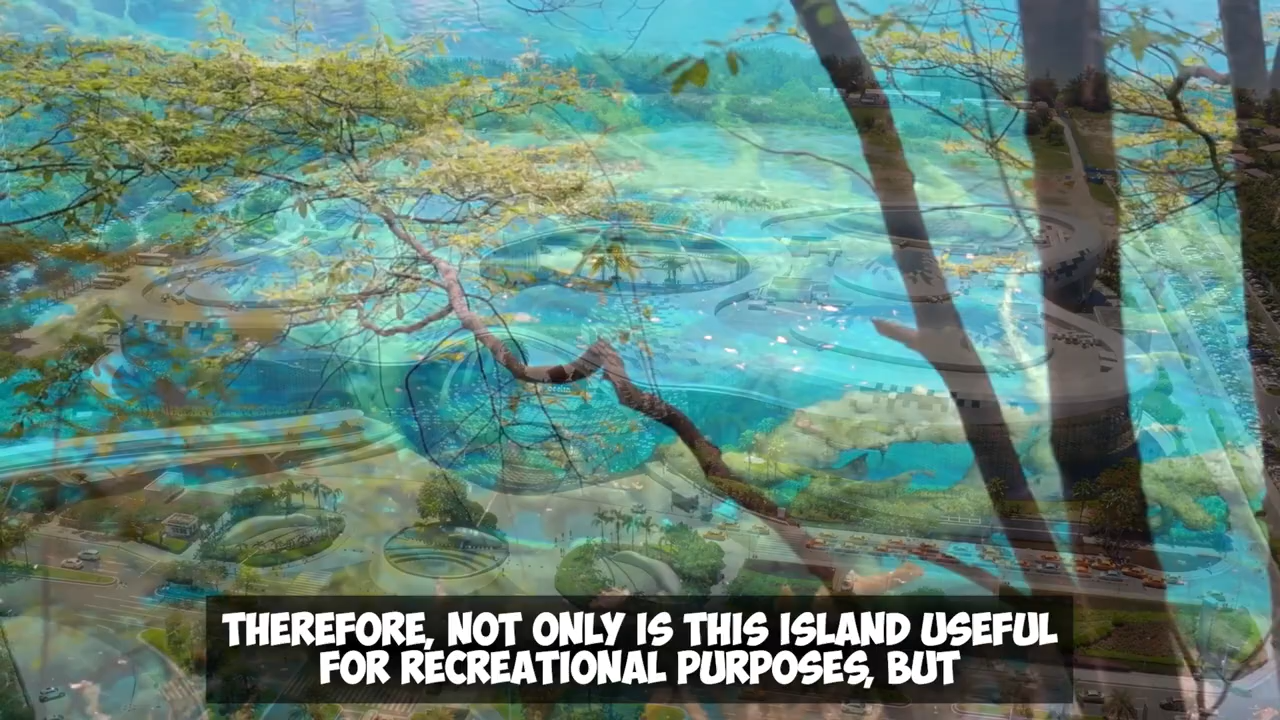 THEREFORE, NOT ONLY IS THIS ISLAND USEFUL
FOR RECREATIONAL PURPOSES, BUT